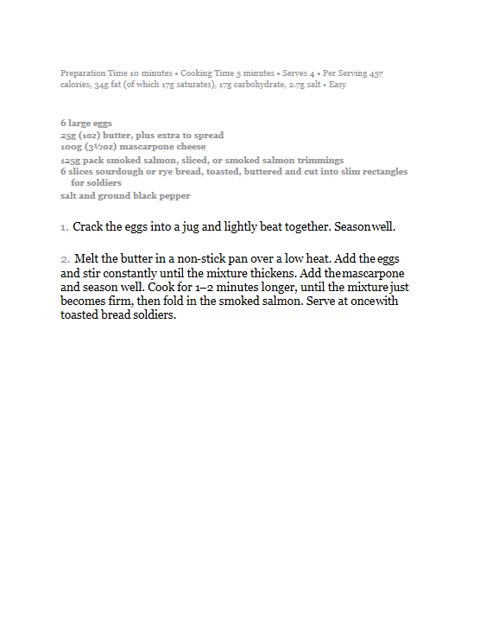 Preparation Time 10 minutes • Cooking Time 5 minutes • Serves 4 • Per Serving 457
calories, 34g fat (of which 17g saturates), 17g carbohydrate, 2.7g salt • Easy
6 large eggs
25g (1oz) butter, plus extra to spread
100g (3½oz) mascarpone cheese
125g pack smoked salmon, sliced, or smoked salmon trimmings
6 slices sourdough or rye bread, toasted, buttered and cut into slim rectangles
for soldiers
salt and ground black pepper
1. Crack the eggs into a jug and lightly beat together. Seasonwell.
2. Melt the butter in a non-stick pan over a low heat. Add the eggs
and stir constantly until the mixture thickens. Add the mascarpone
and season well. Cook for 1–2 minutes longer, until the mixture just
becomes firm, then fold in the smoked salmon. Serve at oncewith
toasted bread soldiers.